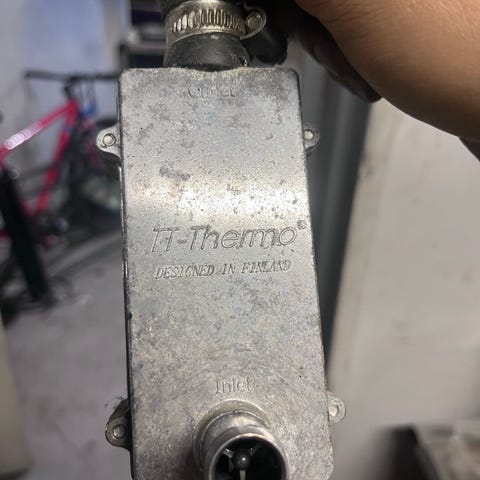 Outlet
TT-Thermo®
DESIGNED IN FINLAND
Inlet